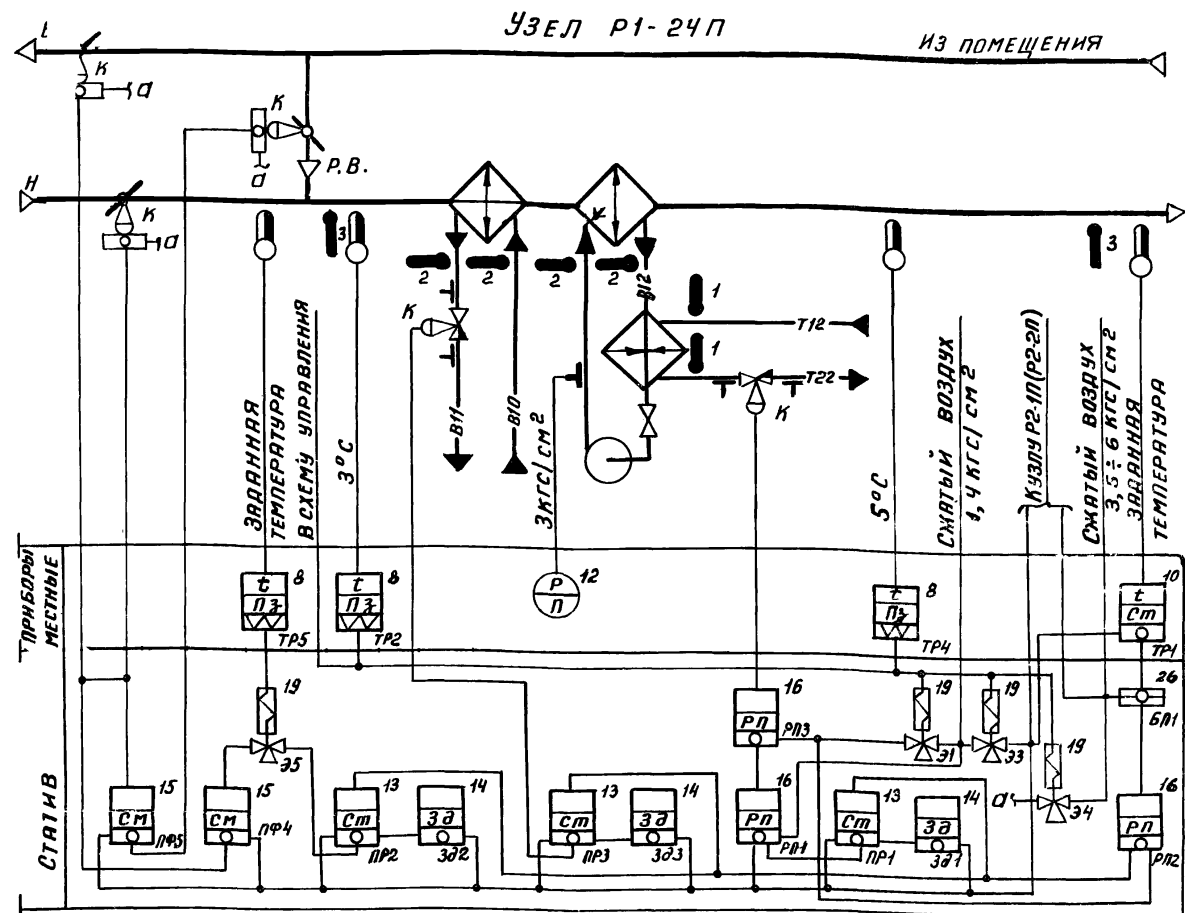 УЗЕЛ Р1-24П
L
ИЗ ПОМЕЩЕНИЯ
К
а
К
а
Р.В.
Н
К
а
3
2
2
2
2
В12
1
Т12
1
Т22
К
К
В11
В10
3
ЗАДАННАЯ
ТЕМПЕРАТУРА
В СХЕМУ УПРАВЛЕНИЯ
3°С
3КГС/СМ2
5°С
СЖАТЫЙ ВОЗДУХ
1,4 КГС/СМ2
К УЗЛУ Р2-1П(Р2-2П)
СЖАТЫЙ ВОЗДУХ
3,5÷6 КГС/СМ2
ЗАДАННАЯ
ТЕМПЕРАТУРА
ПРИБОРЫ
МЕСТНЫЕ
t
ПЗ
8
ТР5
t
ПЗ
8
ТР2
Р
П
12
t
ПЗ
8
ТР4
10
t
Ст
ТР1
СТАТИВ
19
Э5
16
РП
РП3
19
Э1
19
Э3
19
а
Э4
26
БП1
15
СМ
ПФ5
15
СМ
ПФ4
13
Ст
ПР2
14
Зд
Зд2
13
Ст
ПР3
14
Зд
Зд3
16
РП
РП1
13
Ст
ПР1
14
Зд
Зд1
16
РП
РП2